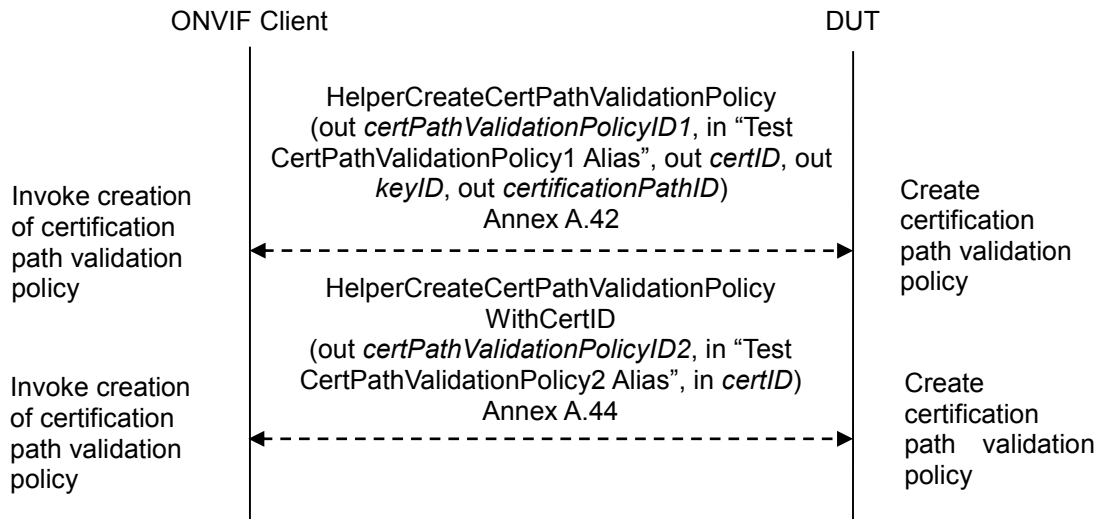 ONVIF Client
DUT
HelperCreateCertPathValidationPolicy
(out certPathValidationPolicyID1, in “Test
CertPathValidationPolicy1 Alias”, out certID, out
keyID, out certificationPathID)
Annex A.42
Invoke creation
of certification
path validation
policy
Create
certification
path validation
policy
HelperCreateCertPathValidationPolicy
WithCertID
(out certPathValidationPolicyID2, in “Test
CertPathValidationPolicy2 Alias”, in certID)
Annex A.44
Invoke creation
of certification
path validation
policy
Create
certification
path validation
policy